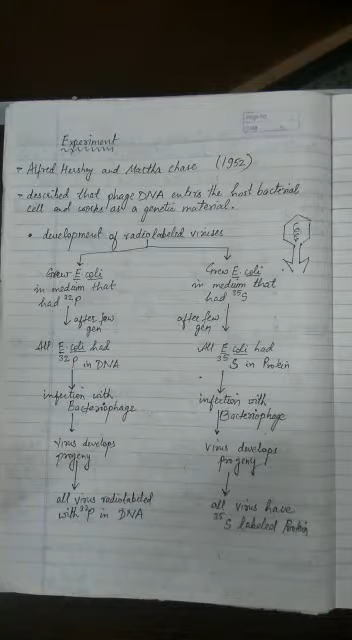 Experiment
- Alfred Hershey and Martha chase (1952)
- described that phage DNA enters the host bacterial
cell and works as a genetic material.
• development of radiolabeled viruses
Grew E. coli
in medium that
had ³²P
↓ after few
gen
All E. coli had
³²P in DNA
infection with
Bacteriophage
virus develops
progeny
all virus radiolabeled
with ³²P in DNA
Grew E. coli
in medium that
had ³⁵S
after few
gen
All E. coli had
³⁵S in Protein
infection with
Bacteriophage
virus develops
progeny
all virus have
³⁵S labeled Protein